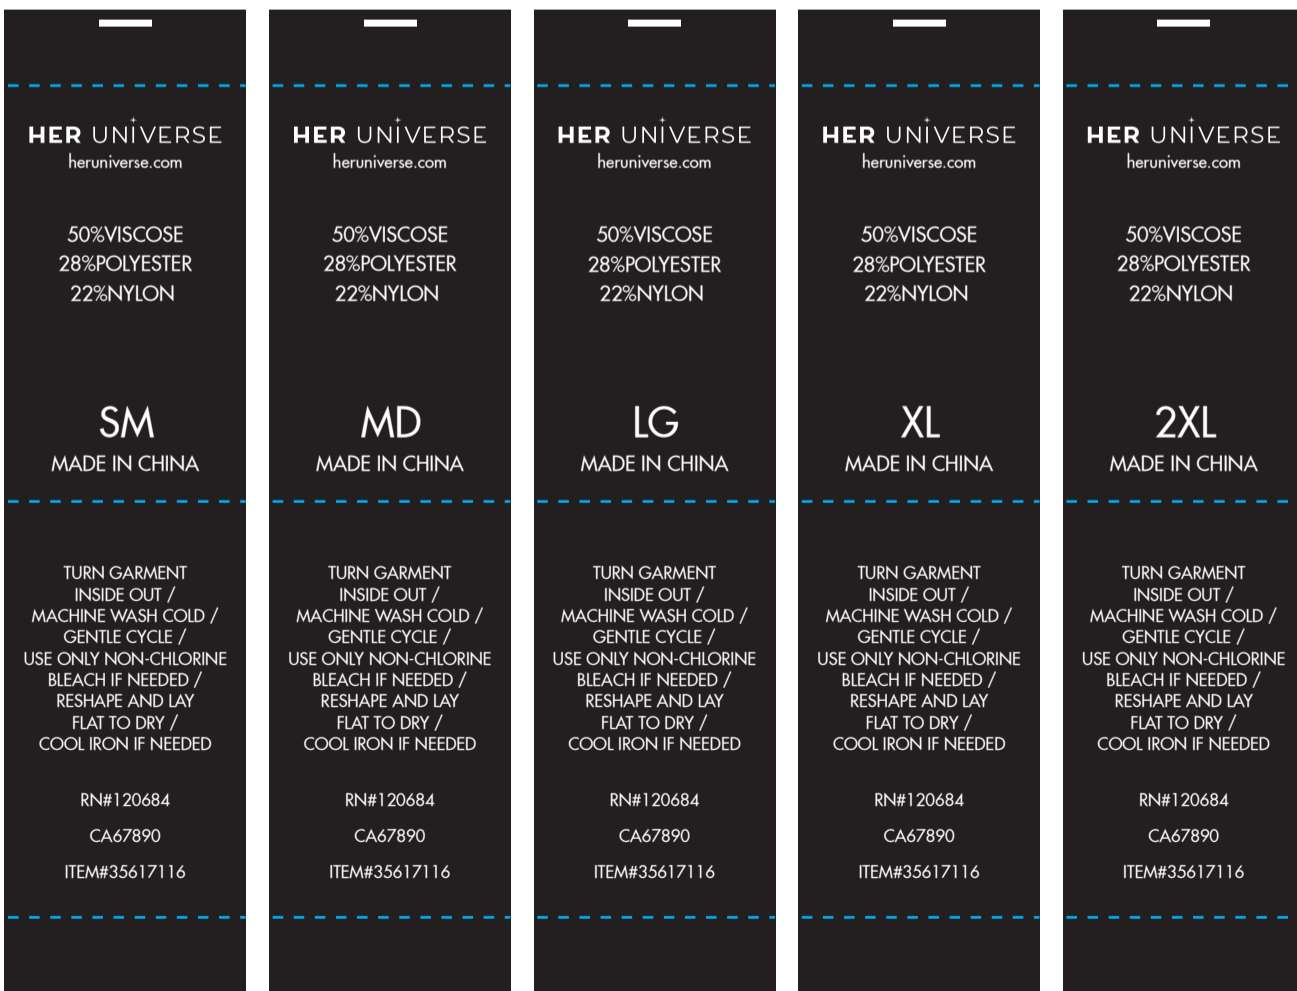 HER UNIVERSE
heruniverse.com
50%VISCOSE
28%POLYESTER
22%NYLON
SM
MADE IN CHINA
TURN GARMENT
INSIDE OUT /
MACHINE WASH COLD /
GENTLE CYCLE /
USE ONLY NON-CHLORINE
BLEACH IF NEEDED /
RESHAPE AND LAY
FLAT TO DRY /
COOL IRON IF NEEDED
RN#120684
CA67890
ITEM#35617116
HER UNIVERSE
heruniverse.com
50%VISCOSE
28%POLYESTER
22%NYLON
MD
MADE IN CHINA
TURN GARMENT
INSIDE OUT /
MACHINE WASH COLD /
GENTLE CYCLE /
USE ONLY NON-CHLORINE
BLEACH IF NEEDED /
RESHAPE AND LAY
FLAT TO DRY /
COOL IRON IF NEEDED
RN#120684
CA67890
ITEM#35617116
HER UNIVERSE
heruniverse.com
50%VISCOSE
28%POLYESTER
22%NYLON
LG
MADE IN CHINA
TURN GARMENT
INSIDE OUT /
MACHINE WASH COLD /
GENTLE CYCLE /
USE ONLY NON-CHLORINE
BLEACH IF NEEDED /
RESHAPE AND LAY
FLAT TO DRY /
COOL IRON IF NEEDED
RN#120684
CA67890
ITEM#35617116
HER UNIVERSE
heruniverse.com
50%VISCOSE
28%POLYESTER
22%NYLON
XL
MADE IN CHINA
TURN GARMENT
INSIDE OUT /
MACHINE WASH COLD /
GENTLE CYCLE /
USE ONLY NON-CHLORINE
BLEACH IF NEEDED /
RESHAPE AND LAY
FLAT TO DRY /
COOL IRON IF NEEDED
RN#120684
CA67890
ITEM#35617116
HER UNIVERSE
heruniverse.com
50%VISCOSE
28%POLYESTER
22%NYLON
2XL
MADE IN CHINA
TURN GARMENT
INSIDE OUT /
MACHINE WASH COLD /
GENTLE CYCLE /
USE ONLY NON-CHLORINE
BLEACH IF NEEDED /
RESHAPE AND LAY
FLAT TO DRY /
COOL IRON IF NEEDED
RN#120684
CA67890
ITEM#35617116